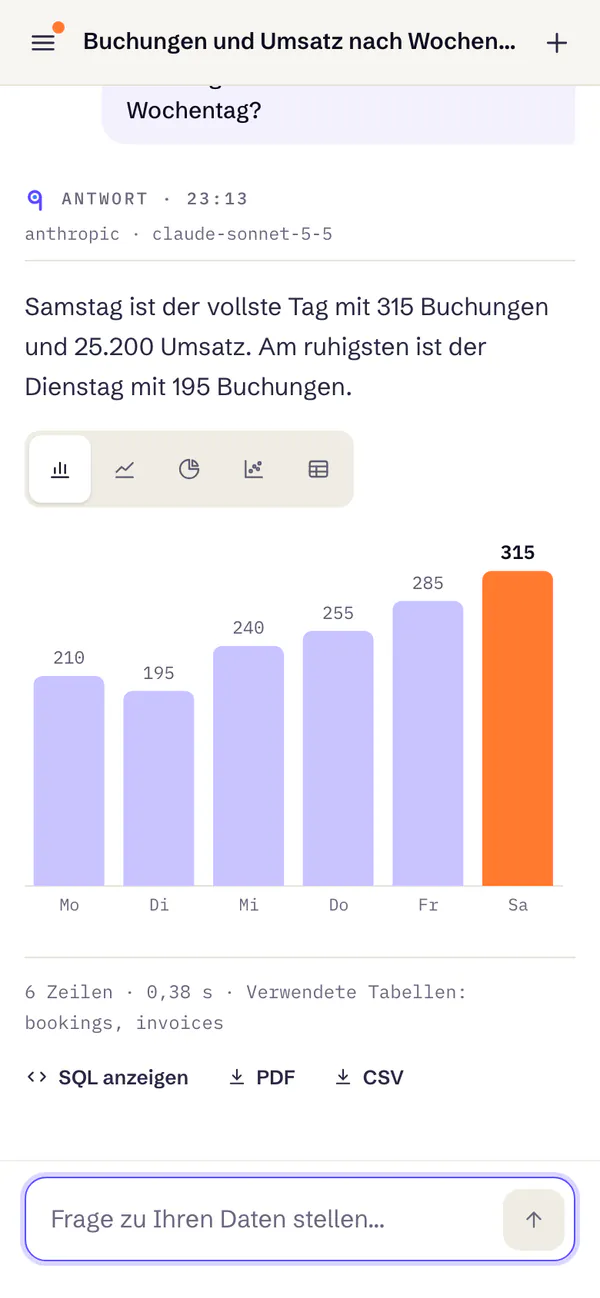 Buchungen und Umsatz nach Wochen...
Wochentag?
ANTWORT · 23:13
anthropic · claude-sonnet-5-5
Samstag ist der vollste Tag mit 315 Buchungen
und 25.200 Umsatz. Am ruhigsten ist der
Dienstag mit 195 Buchungen.
210
195
240
255
285
315
Mo
Di
Mi
Do
Fr
Sa
6 Zeilen · 0,38 s · Verwendete Tabellen:
bookings, invoices
SQL anzeigen
PDF
CSV
Frage zu Ihren Daten stellen...